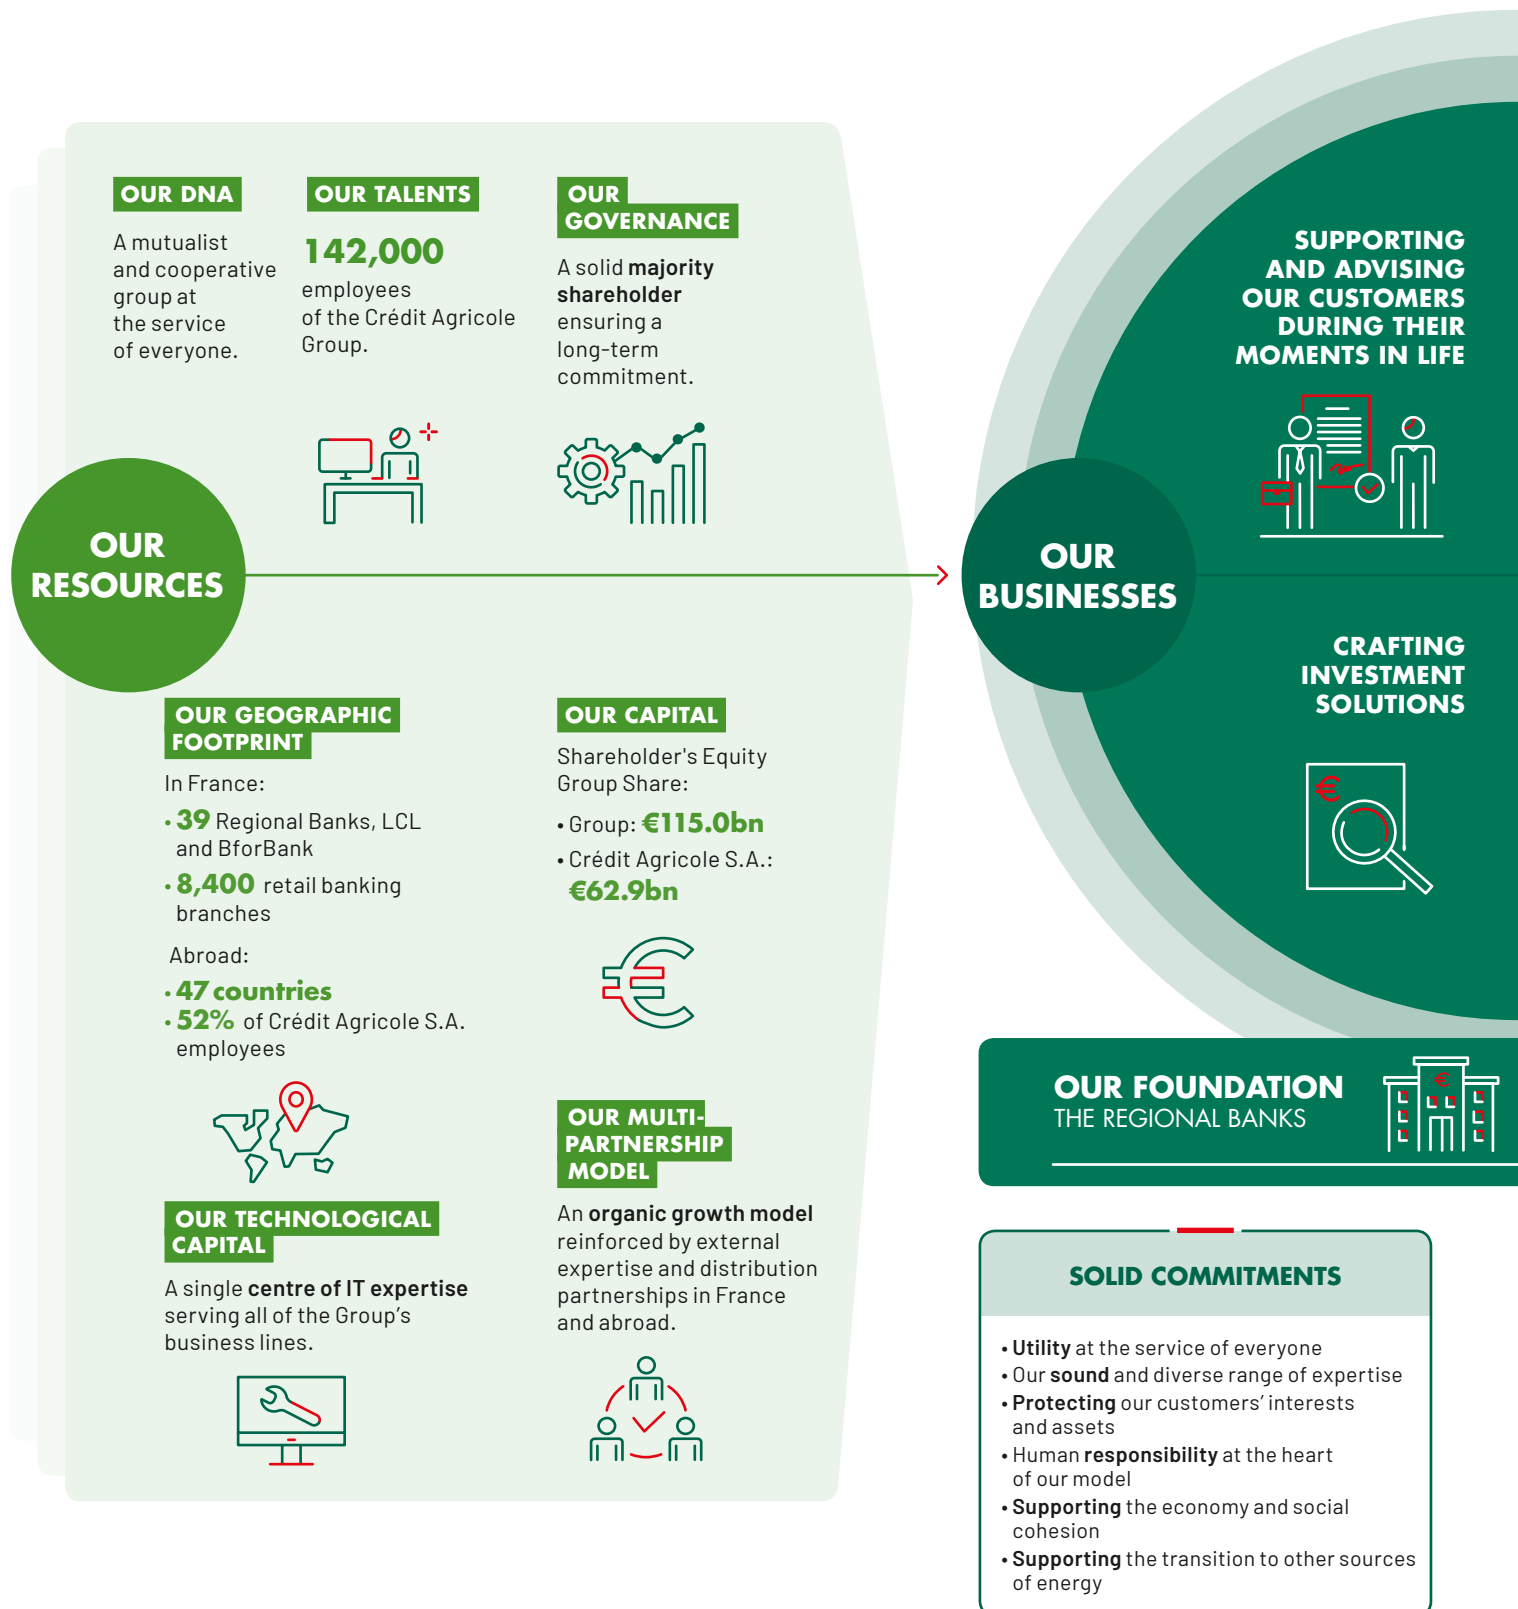 OUR DNA
A mutualist
and cooperative
group at
the service
of everyone.
OUR TALENTS
142,000
employees
of the Crédit Agricole
Group.
OUR
GOVERNANCE
A solid majority
shareholder
ensuring a
long-term
commitment.
OUR
RESOURCES
OUR GEOGRAPHIC
FOOTPRINT
In France:
• 39 Regional Banks, LCL
and BforBank
• 8,400 retail banking
branches
Abroad:
• 47 countries
• 52% of Crédit Agricole S.A.
employees
OUR CAPITAL
Shareholder's Equity
Group Share:
• Group: €115.0bn
• Crédit Agricole S.A.:
€62.9bn
€
OUR TECHNOLOGICAL
CAPITAL
A single centre of IT expertise
serving all of the Group's
business lines.
OUR MULTI-
PARTNERSHIP
MODEL
An organic growth model
reinforced by external
expertise and distribution
partnerships in France
and abroad.
OUR
BUSINESSES
SUPPORTING
AND ADVISING
OUR CUSTOMERS
DURING THEIR
MOMENTS IN LIFE
CRAFTING
INVESTMENT
SOLUTIONS
€
OUR FOUNDATION
THE REGIONAL BANKS
€
SOLID COMMITMENTS
• Utility at the service of everyone
• Our sound and diverse range of expertise
• Protecting our customers' interests
and assets
• Human responsibility at the heart
of our model
• Supporting the economy and social
cohesion
• Supporting the transition to other sources
of energy